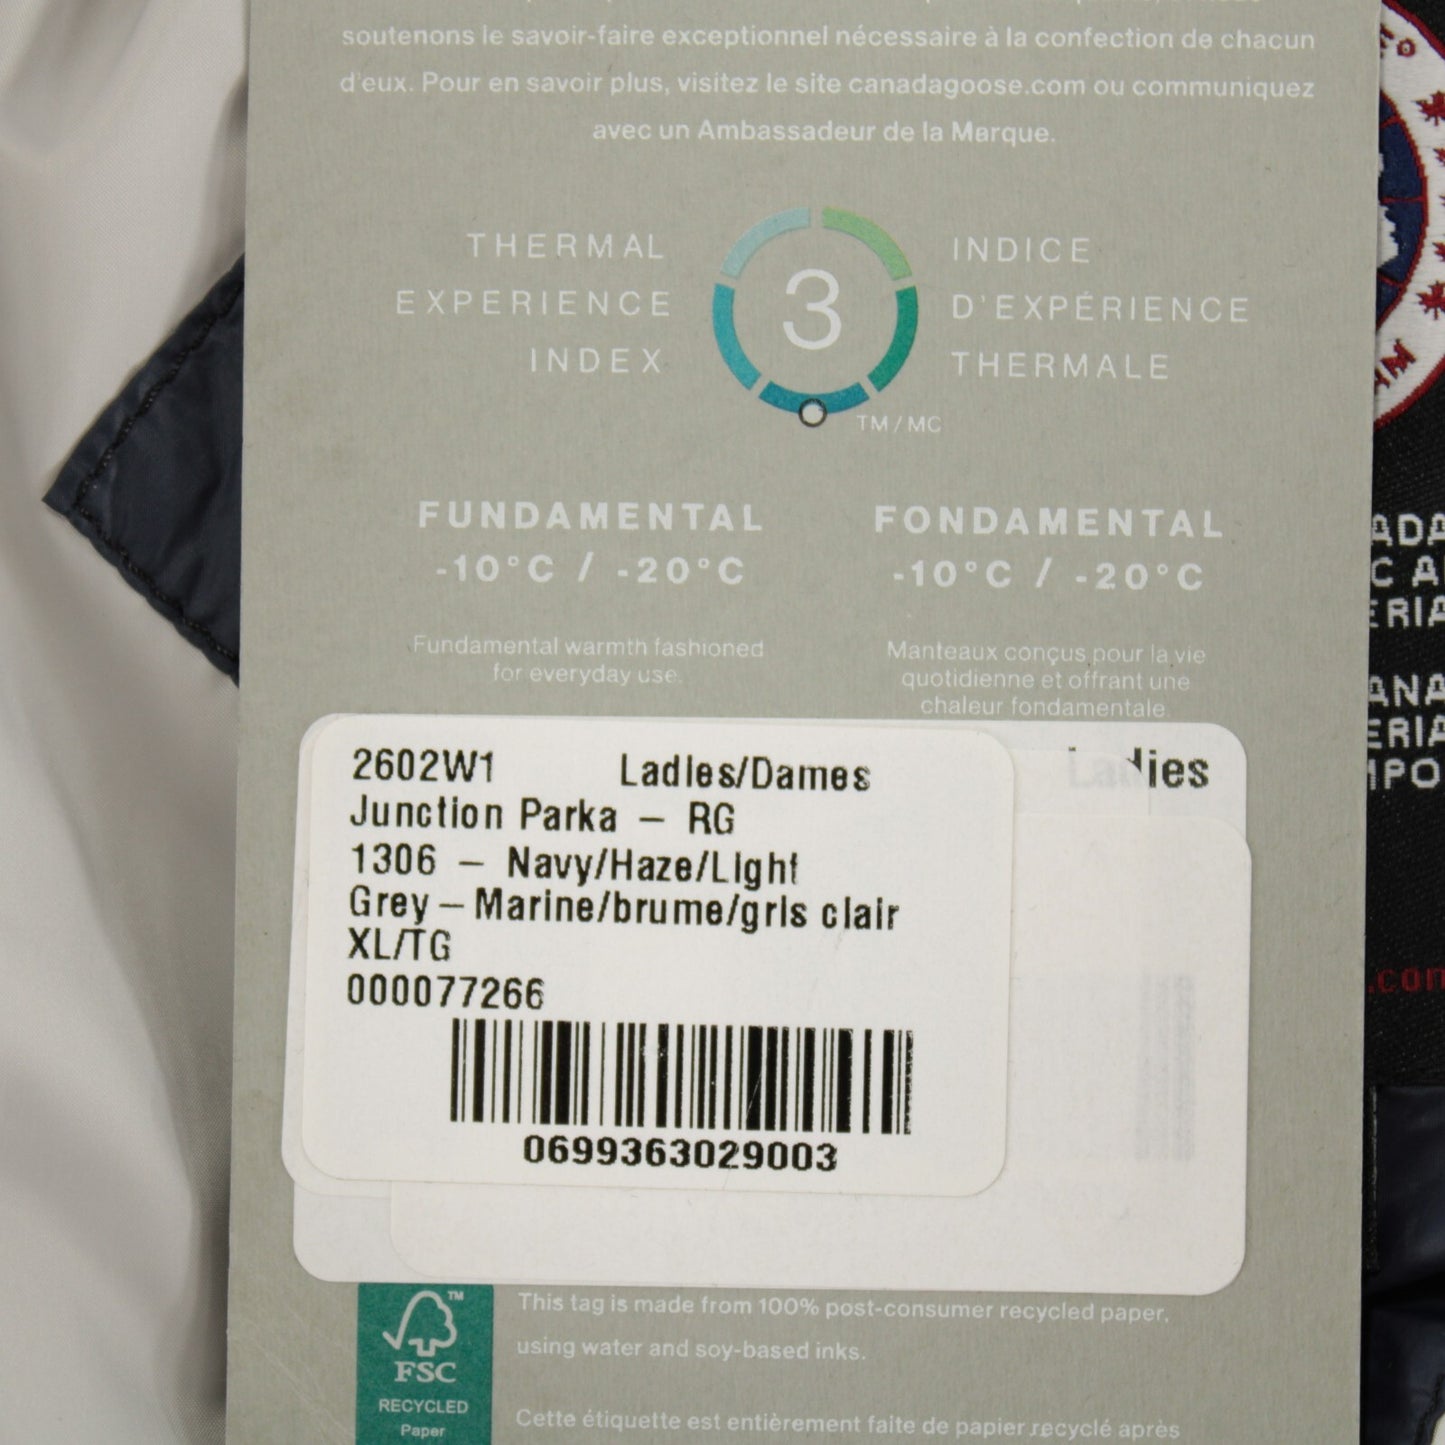 soutenons le savoir-faire exceptionnel nécessaire à la confection de chacun
d'eux. Pour en savoir plus, visitez le site canadagoose.com ou communiquez
avec un Ambassadeur de la Marque.
THERMAL
EXPERIENCE
INDEX
3
INDICE
D'EXPÉRIENCE
THERMALE
TM/MC
FUNDAMENTAL
-10°C / -20°C
Fundamental warmth fashioned
for everyday use.
FONDAMENTAL
-10°C / -20°C
Manteaux conçus pour la vie
quotidienne et offrant une
chaleur fondamentale.
2602W1 Ladies/Dames
Junction Parka – RG
1306 – Navy/Haze/Light
Grey – Marine/brume/gris clair
XL/TG
000077266
0699363029003
Ladies
FSC
TM
RECYCLED
Paper
This tag is made from 100% post-consumer recycled paper,
using water and soy-based inks.
Cette étiquette est entièrement faite de papier recyclé après
.com